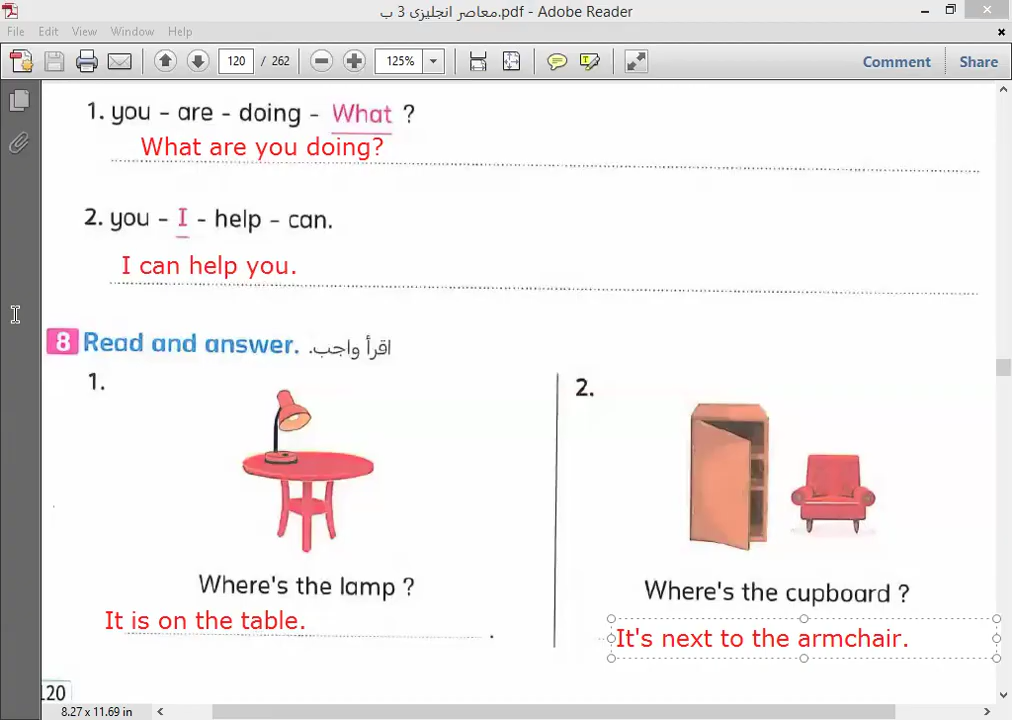 معاصر انجليزى 3 ب.pdf - Adobe Reader
File Edit View Window Help
120 / 262 125% Comment Share
1. you - are - doing - What ?
What are you doing?
2. you - I - help - can.
I can help you.
8 Read and answer. اقرأ واجب.
1.
2.
Where's the lamp ?
It is on the table.
.
Where's the cupboard ?
It's next to the armchair.
120
8.27 x 11.69 in